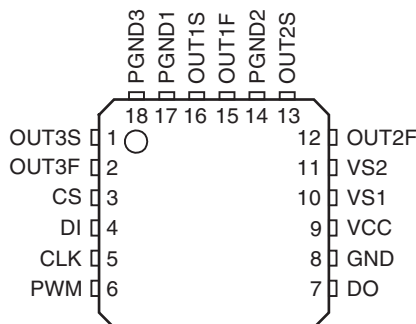 PGND3
PGND1
OUT1S
OUT1F
PGND2
OUT2S
18 17 16 15 14 13
OUT3S 1 12 OUT2F
OUT3F 2 11 VS2
CS 3 10 VS1
DI 4 9 VCC
CLK 5 8 GND
PWM 6 7 DO